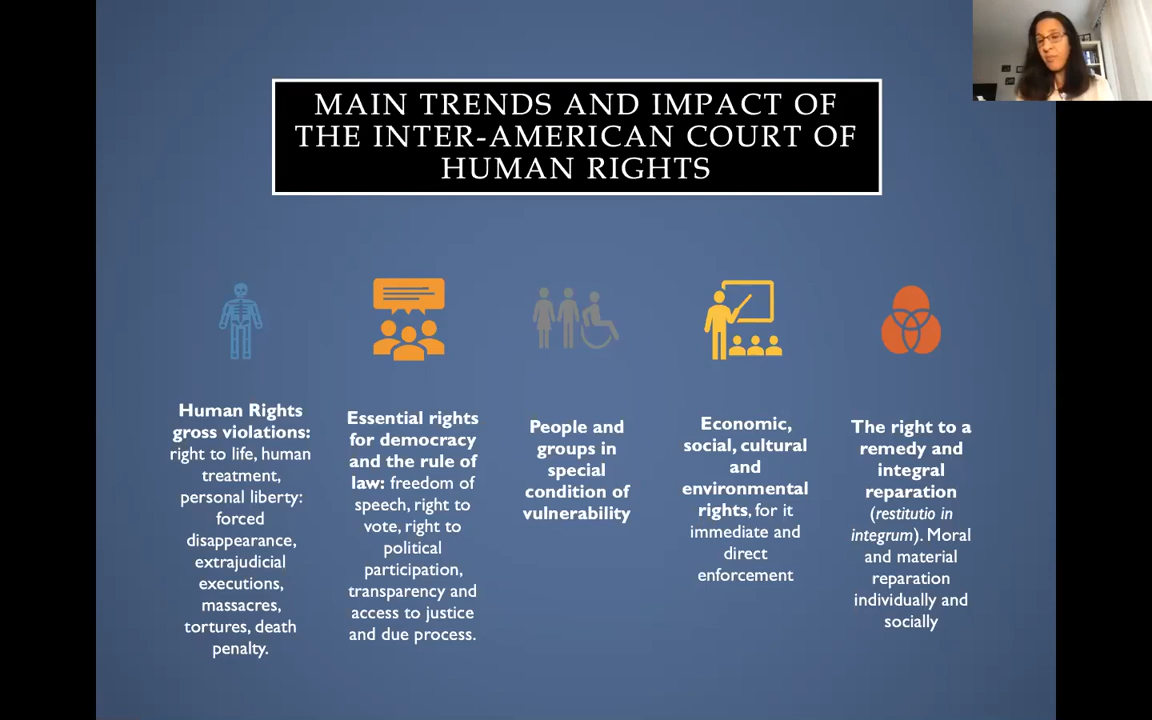 MAIN TRENDS AND IMPACT OF
THE INTER-AMERICAN COURT OF
HUMAN RIGHTS
Human Rights
gross violations:
right to life, human
treatment,
personal liberty:
forced
disappearance,
extrajudicial
executions,
massacres,
tortures, death
penalty.
Essential rights
for democracy
and the rule of
law: freedom of
speech, right to
vote, right to
political
participation,
transparency and
access to justice
and due process.
People and
groups in
special
condition of
vulnerability
Economic,
social, cultural
and
environmental
rights, for it
immediate and
direct
enforcement
The right to a
remedy and
integral
reparation
(restitutio in
integrum). Moral
and material
reparation
individually and
socially